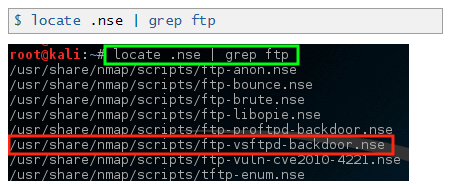 $ locate .nse | grep ftp
root@kali:~# locate .nse | grep ftp
/usr/share/nmap/scripts/ftp-anon.nse
/usr/share/nmap/scripts/ftp-bounce.nse
/usr/share/nmap/scripts/ftp-brute.nse
/usr/share/nmap/scripts/ftp-libopie.nse
/usr/share/nmap/scripts/ftp-proftpd-backdoor.nse
/usr/share/nmap/scripts/ftp-vsftpd-backdoor.nse
/usr/share/nmap/scripts/ftp-vuln-cve2010-4221.nse
/usr/share/nmap/scripts/tftp-enum.nse